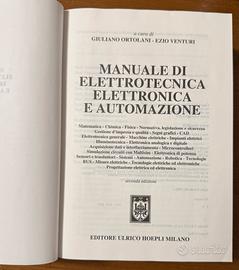 a cura di
GIULIANO ORTOLANI - EZIO VENTURI
MANUALE DI
ELETTROTECNICA
ELETTRONICA
E AUTOMAZIONE
Matematica - Chimica - Fisica - Normativa, legislazione e sicurezza
Gestione d'impresa e qualità - Segni grafici - CAD
Elettrotecnica generale - Macchine elettriche - Impianti elettrici
Illuminotecnica - Elettronica analogica e digitale
Acquisizione dati e interfacciamento - Microcontrollori
Simulazione circuiti con Multisim - Elettronica di potenza
Sensori e trasduttori - Sistemi - Automazione - Robotica - Tecnologie
BUS - Misure elettriche - Tecnologie elettriche ed elettroniche
Progettazione elettrica ed elettronica
seconda edizione
EDITORE ULRICO HOEPLI MILANO
subito